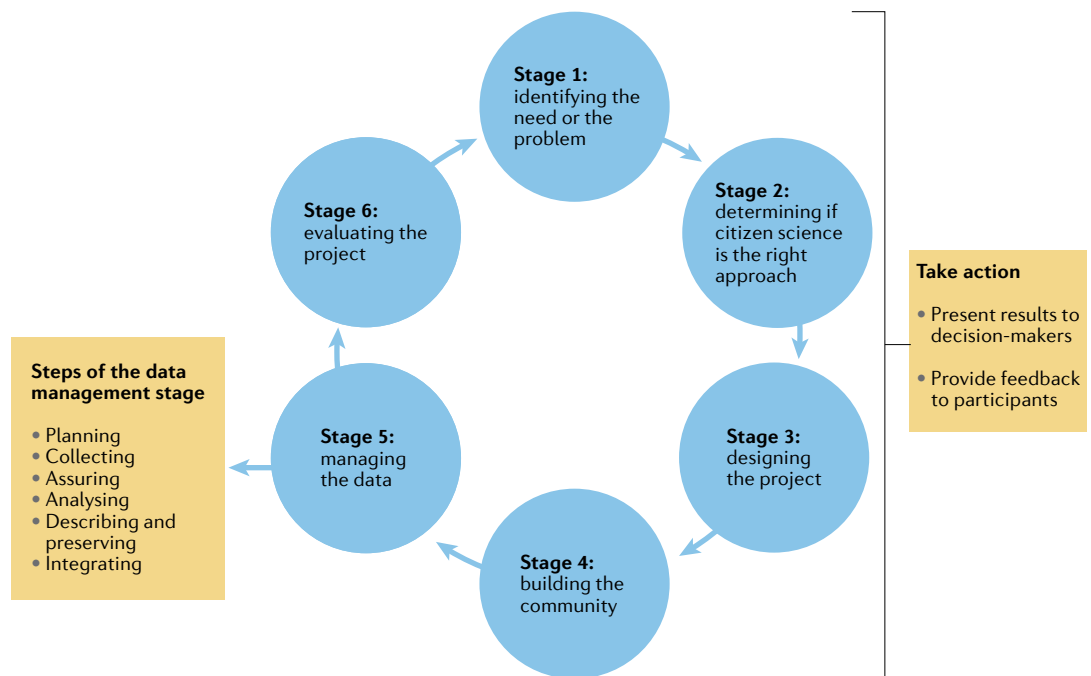 Stage 1:
identifying the
need or the
problem
Stage 2:
determining if
citizen science
is the right
approach
Stage 3:
designing
the project
Stage 4:
building the
community
Stage 5:
managing
the data
Stage 6:
evaluating the
project
Steps of the data
management stage
• Planning
• Collecting
• Assuring
• Analysing
• Describing and
preserving
• Integrating
Take action
• Present results to
decision-makers
• Provide feedback
to participants